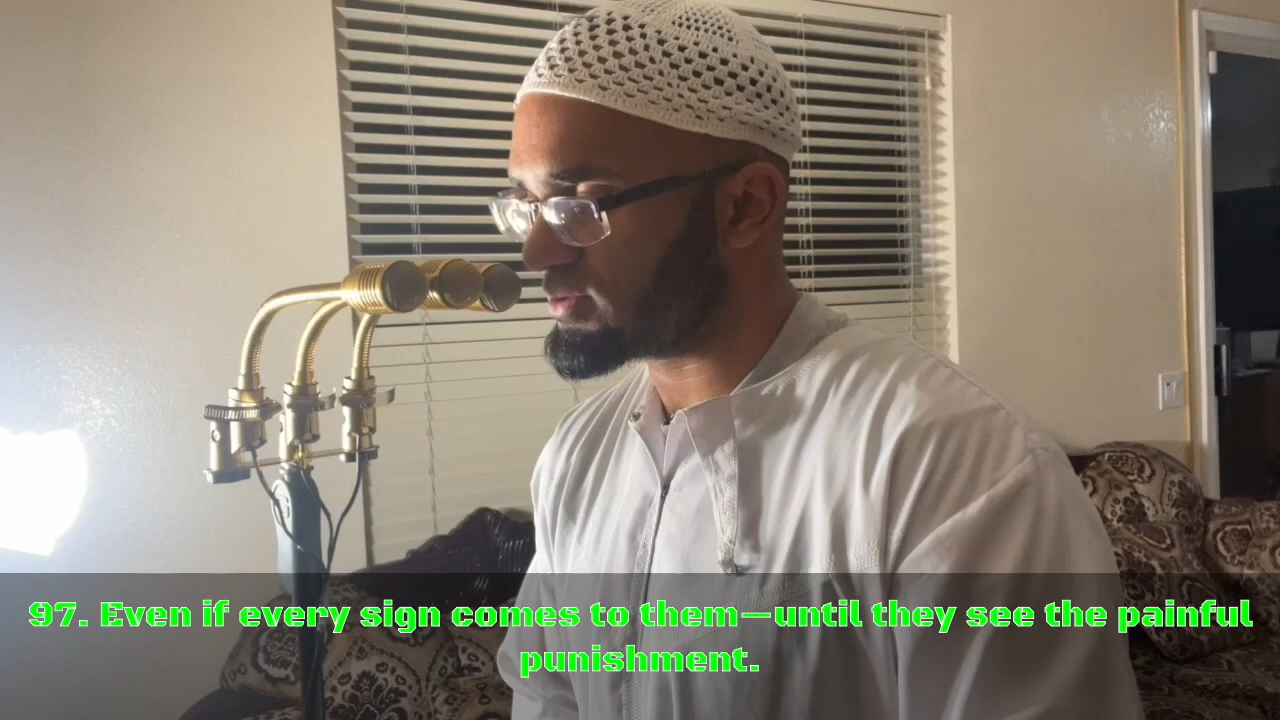 97. Even if every sign comes to them—until they see the painful
punishment.